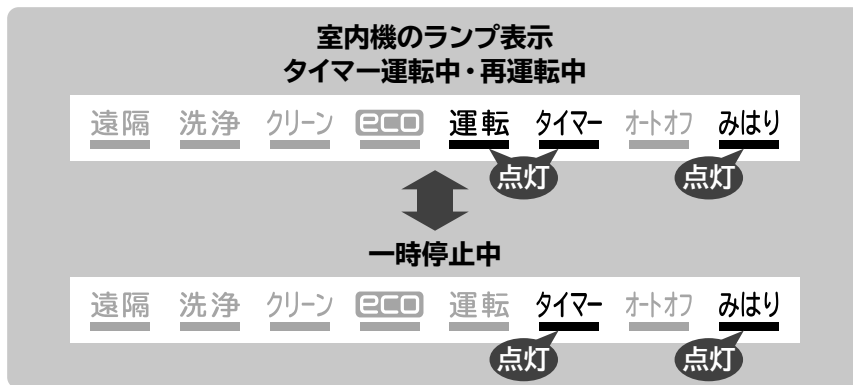 室内機のランプ表示
タイマー運転中・再運転中
遠隔 洗浄 クリーン eco 運転 タイマー オートオフ みはり
点灯 点灯
一時停止中
遠隔 洗浄 クリーン eco 運転 タイマー オートオフ みはり
点灯 点灯